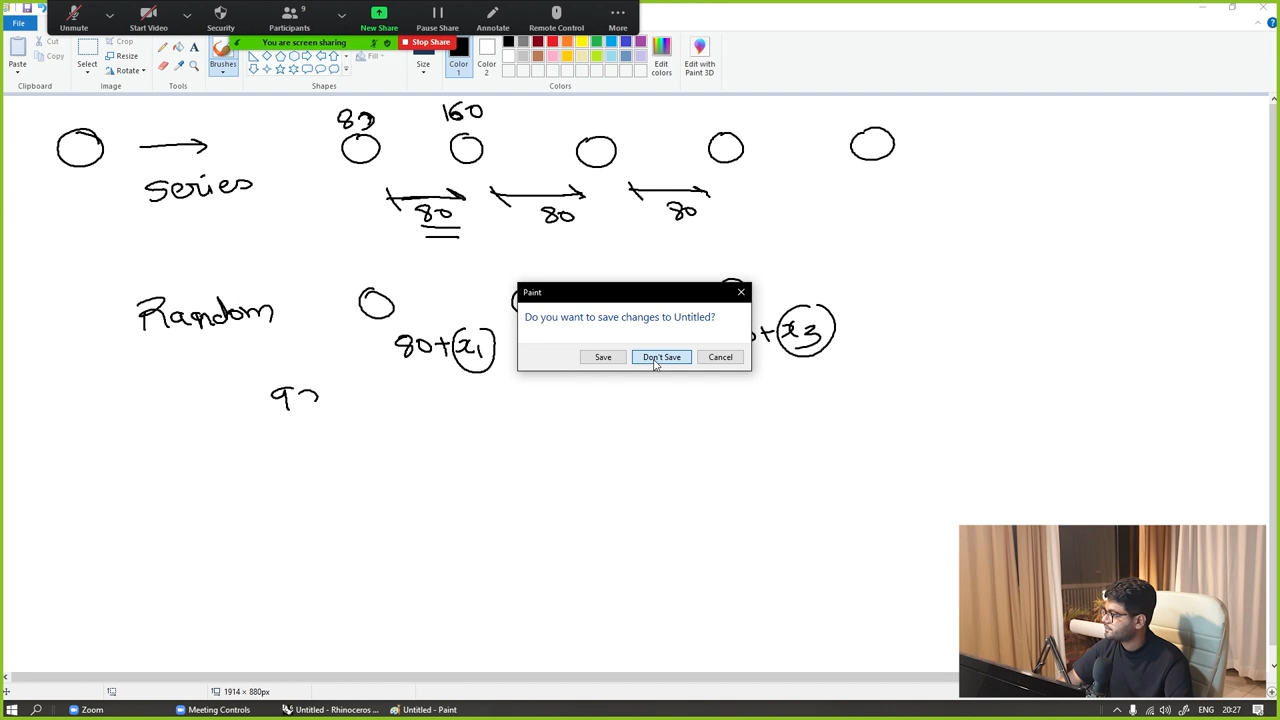 Unmute
Start Video
Security
Participants
9
New Share
Pause Share
Annotate
Remote Control
More
You are screen sharing
Stop Share
File
Paste
Cut
Copy
Clipboard
Select
Crop
Resize
Rotate
Image
Tools
Brushes
Shapes
Fill
Size
Color
1
Color
2
Edit
colors
Edit with
Paint 3D
Colors
160
Series
80
80
80
Random
80+x1
+x3
Paint
Do you want to save changes to Untitled?
Save
Don't Save
Cancel
1914 × 880px
Zoom
Meeting Controls
Untitled - Rhinoceros ...
Untitled - Paint
ENG
20:27